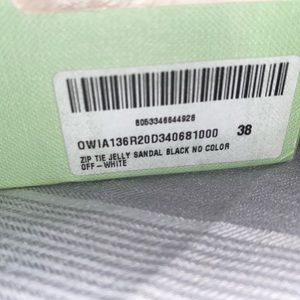 8053346644928
OWIA136R20D340681000 38
ZIP TIE JELLY SANDAL BLACK NO COLOR
OFF-WHITE